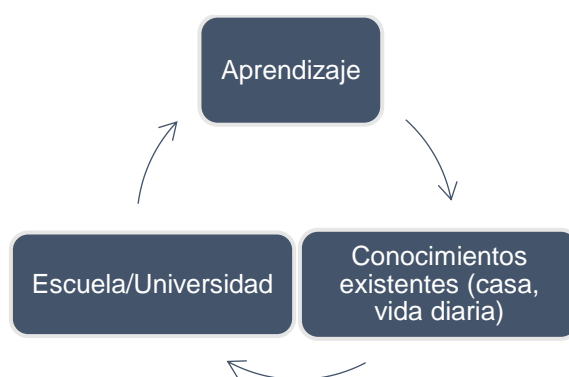 Aprendizaje
Escuela/Universidad
Conocimientos
existentes (casa,
vida diaria)